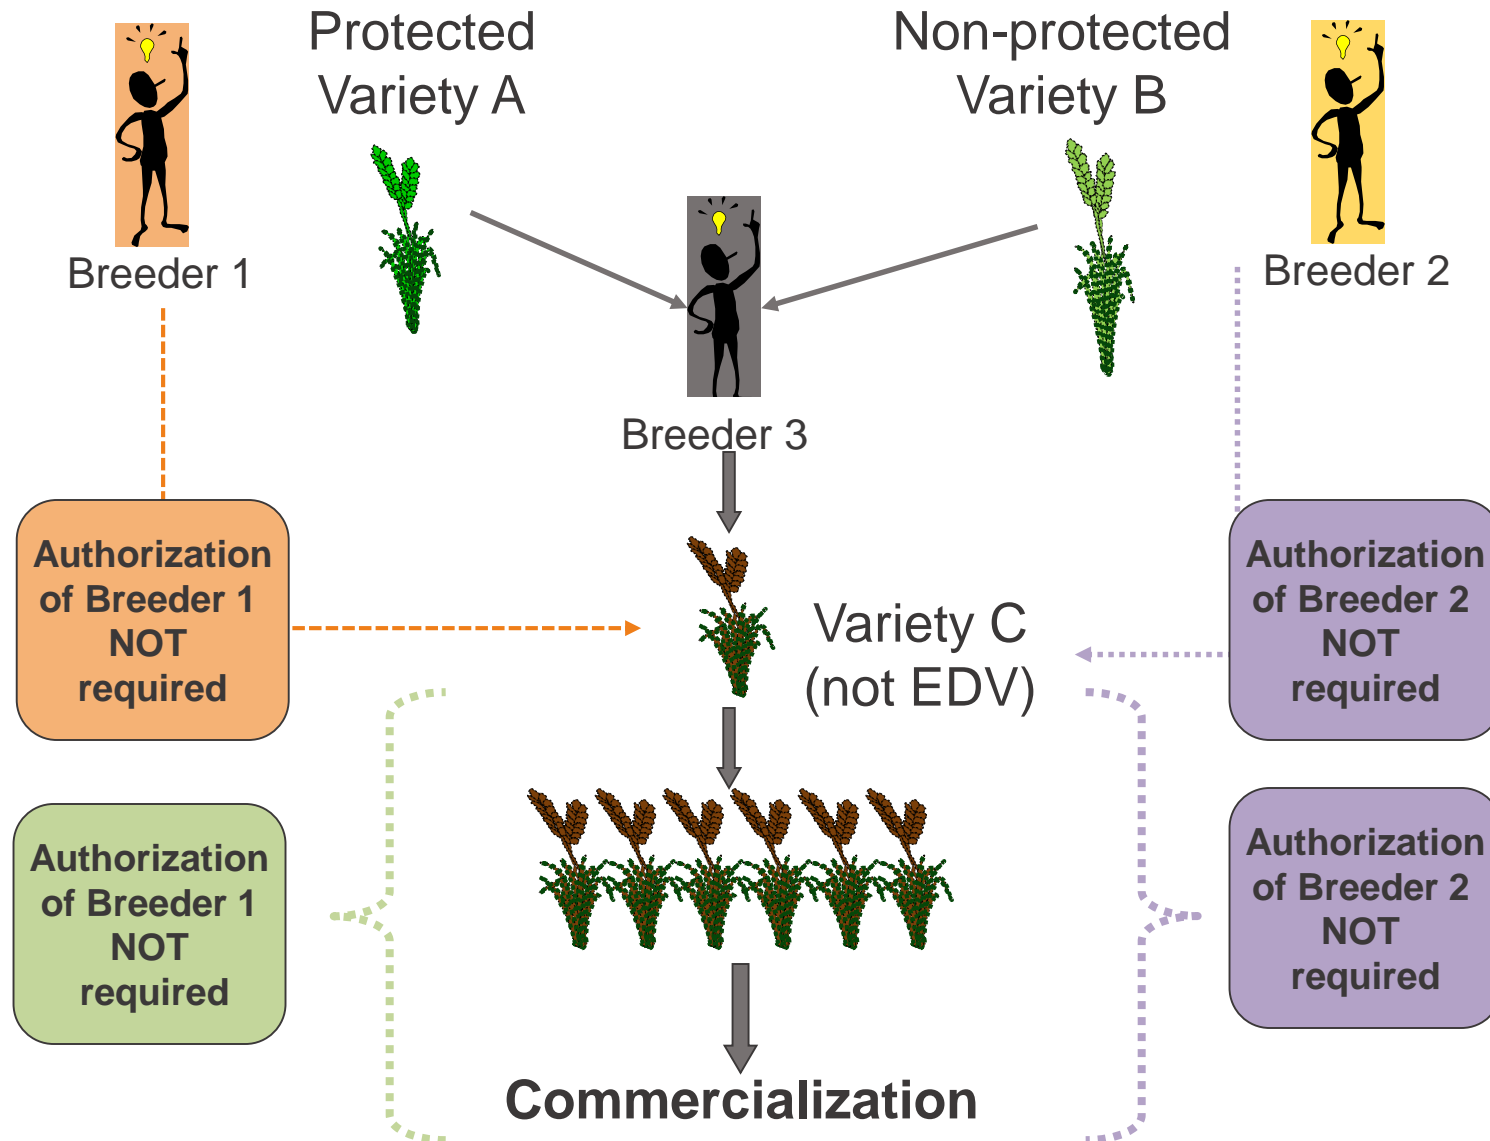 Protected
Variety A
Non-protected
Variety B
Breeder 1
Breeder 2
Breeder 3
Authorization
of Breeder 1
NOT
required
Variety C
(not EDV)
Authorization
of Breeder 2
NOT
required
Authorization
of Breeder 1
NOT
required
Authorization
of Breeder 2
NOT
required
Commercialization